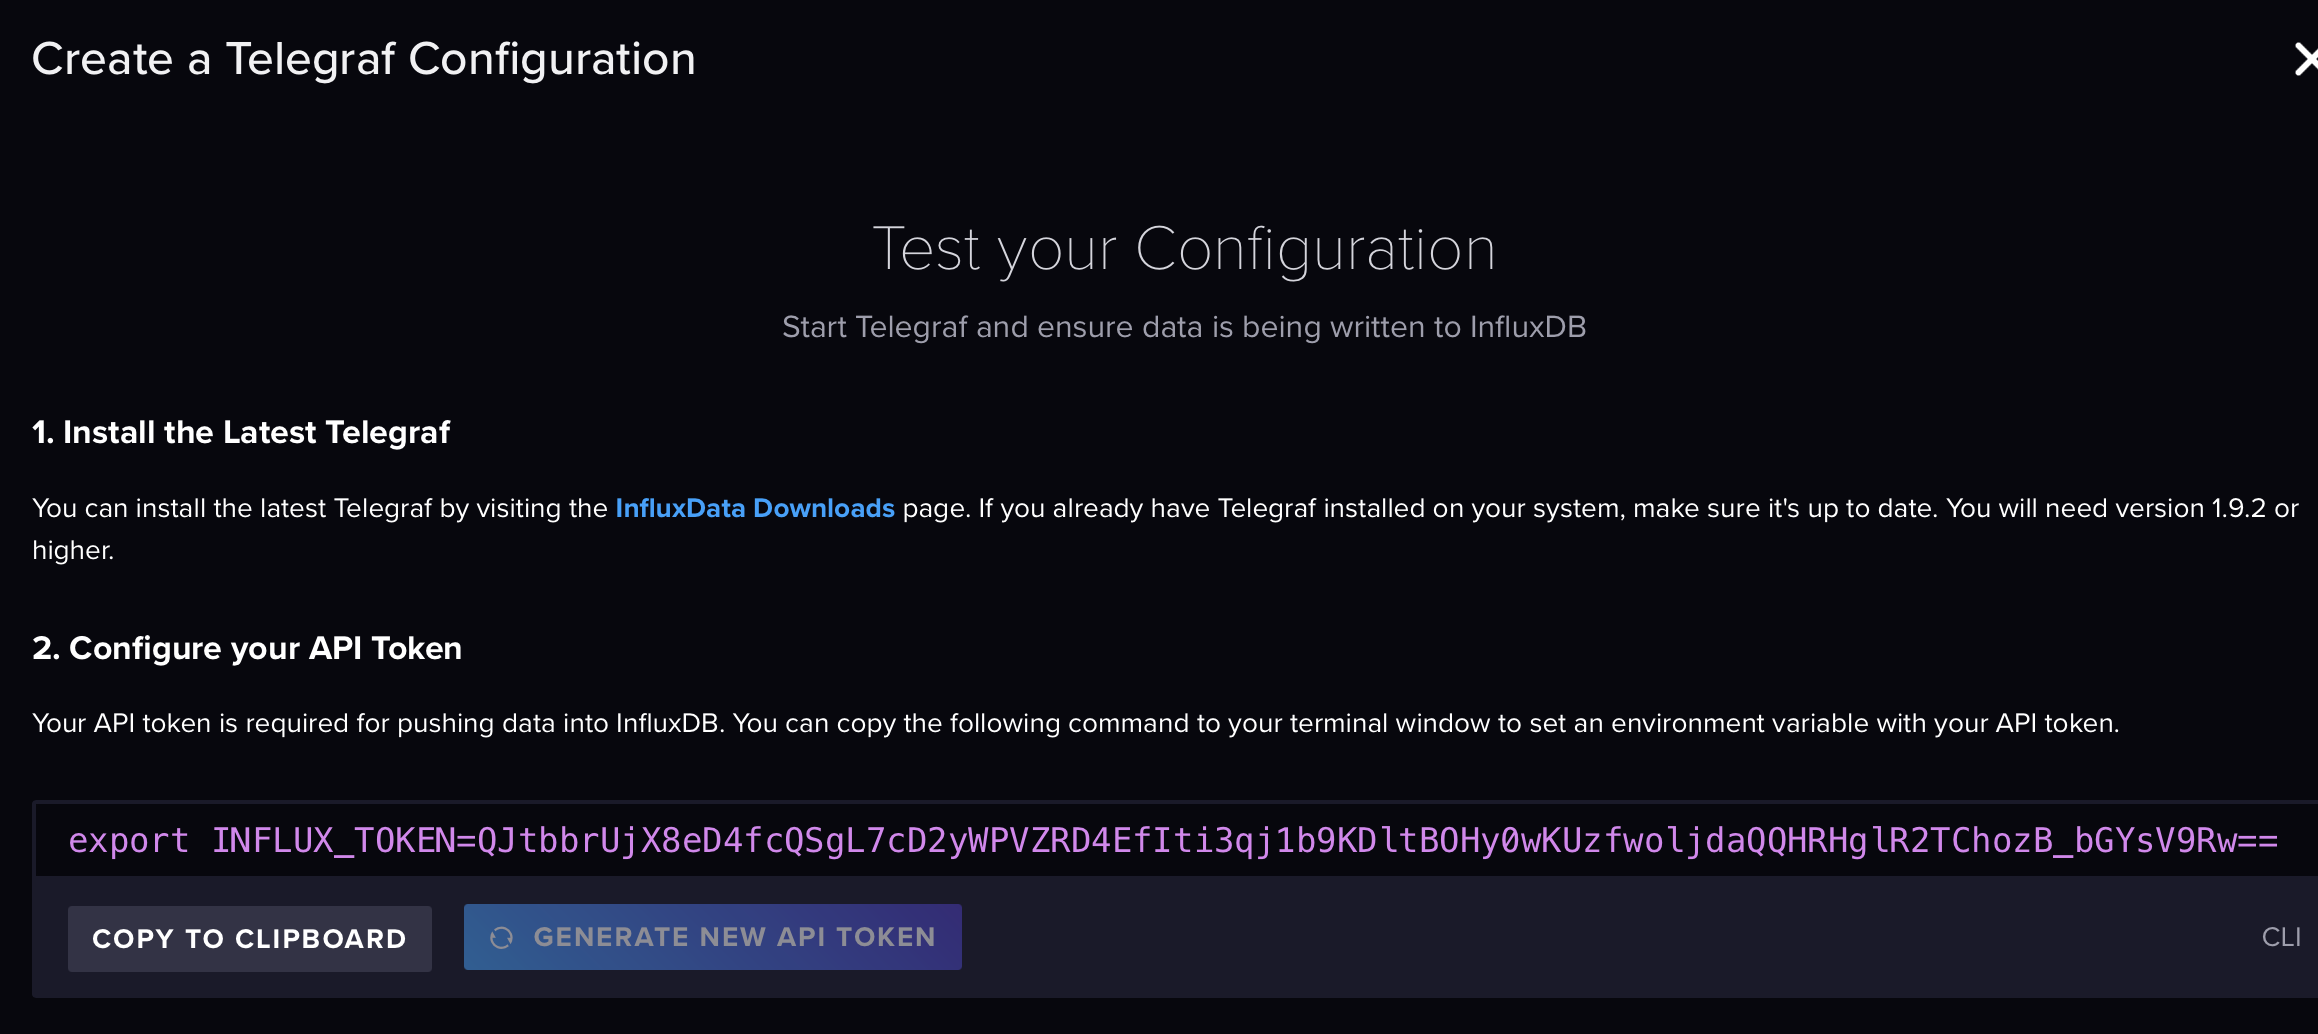 Create a Telegraf Configuration
Test your Configuration
Start Telegraf and ensure data is being written to InfluxDB
1. Install the Latest Telegraf
You can install the latest Telegraf by visiting the InfluxData Downloads page. If you already have Telegraf installed on your system, make sure it's up to date. You will need version 1.9.2 or
higher.
2. Configure your API Token
Your API token is required for pushing data into InfluxDB. You can copy the following command to your terminal window to set an environment variable with your API token.
export INFLUX_TOKEN=QJtbbrUjX8eD4fcQSgL7cD2yWPVZRD4EfIti3qj1b9KDltBOHy0wKUzfwoljdaQQHRHglR2TChozB_bGYsV9Rw==
COPY TO CLIPBOARD
GENERATE NEW API TOKEN
CLI